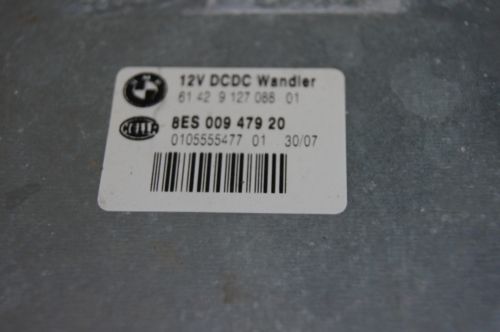 12V DCDC Wandler
61 42 9 127 088 01
8ES 009 479 20
0105555477 01 30/07